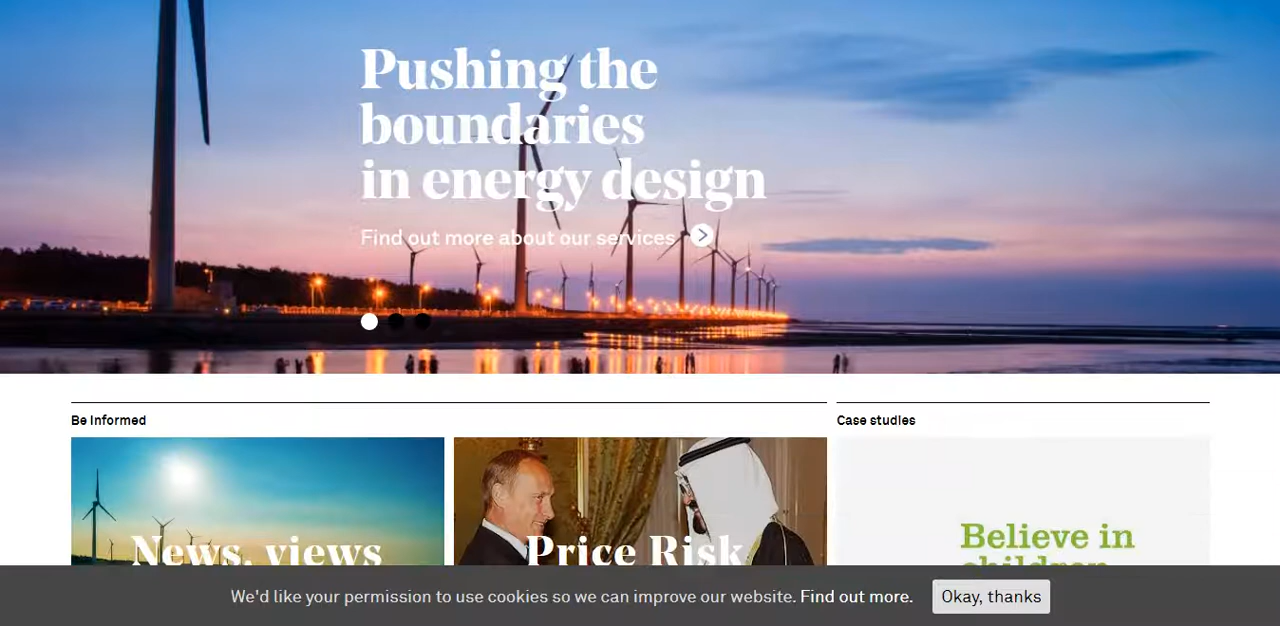 Pushing the
boundaries
in energy design
Find out more about our services
Be Informed
Case studies
News, views
Price Risk
Believe in
children
We'd like your permission to use cookies so we can improve our website. Find out more.
Okay, thanks